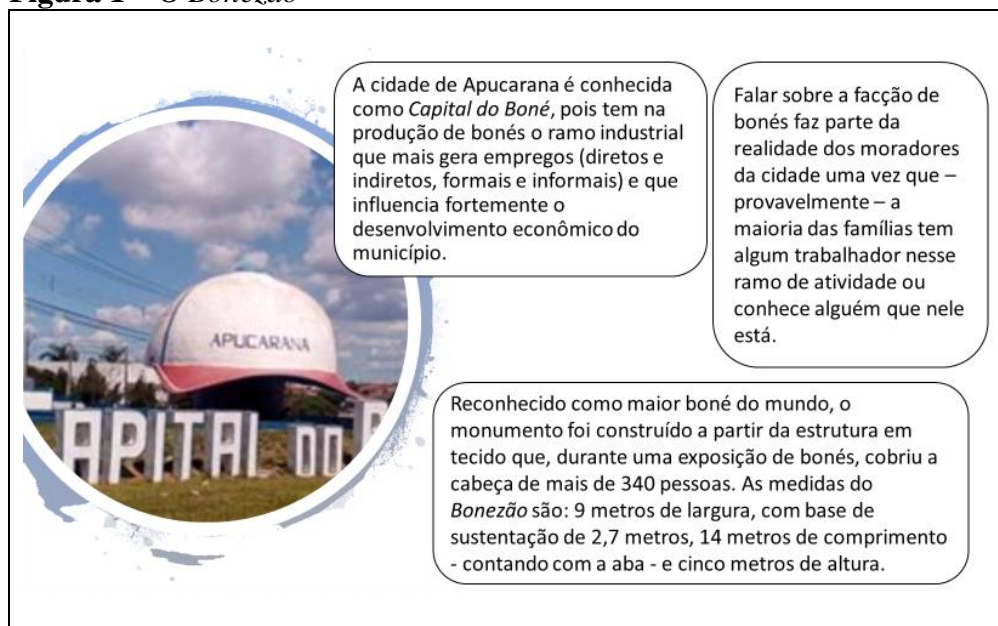 A cidade de Apucarana é conhecida
como Capital do Boné, pois tem na
produção de bonés o ramo industrial
que mais gera empregos (diretos e
indiretos, formais e informais) e que
influencia fortemente o
desenvolvimento econômico do
município.
Falar sobre a facção de
bonés faz parte da
realidade dos moradores
da cidade uma vez que –
provavelmente – a
maioria das famílias tem
algum trabalhador nesse
ramo de atividade ou
conhece alguém que nele
está.
APUCARANA
APITAL DO
Reconhecido como maior boné do mundo, o
monumento foi construído a partir da estrutura em
tecido que, durante uma exposição de bonés, cobriu a
cabeça de mais de 340 pessoas. As medidas do
Bonezão são: 9 metros de largura, com base de
sustentação de 2,7 metros, 14 metros de comprimento
- contando com a aba - e cinco metros de altura.